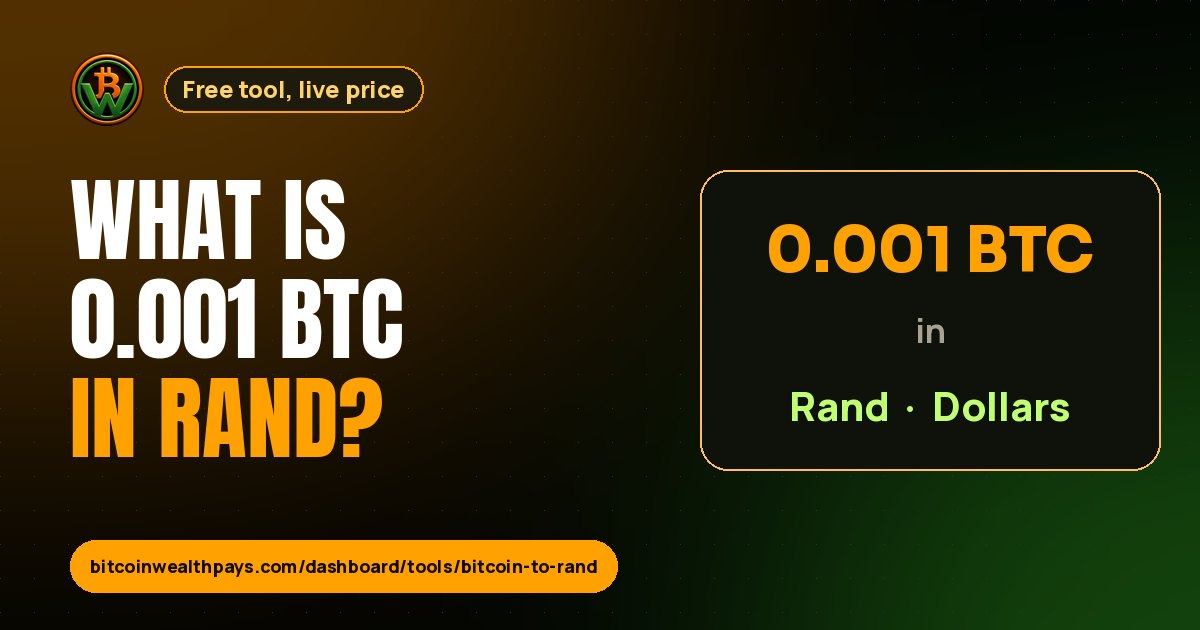 Free tool, live price
WHAT IS
0.001 BTC
IN RAND?
0.001 BTC
in
Rand · Dollars
bitcoinwealthpays.com/dashboard/tools/bitcoin-to-rand